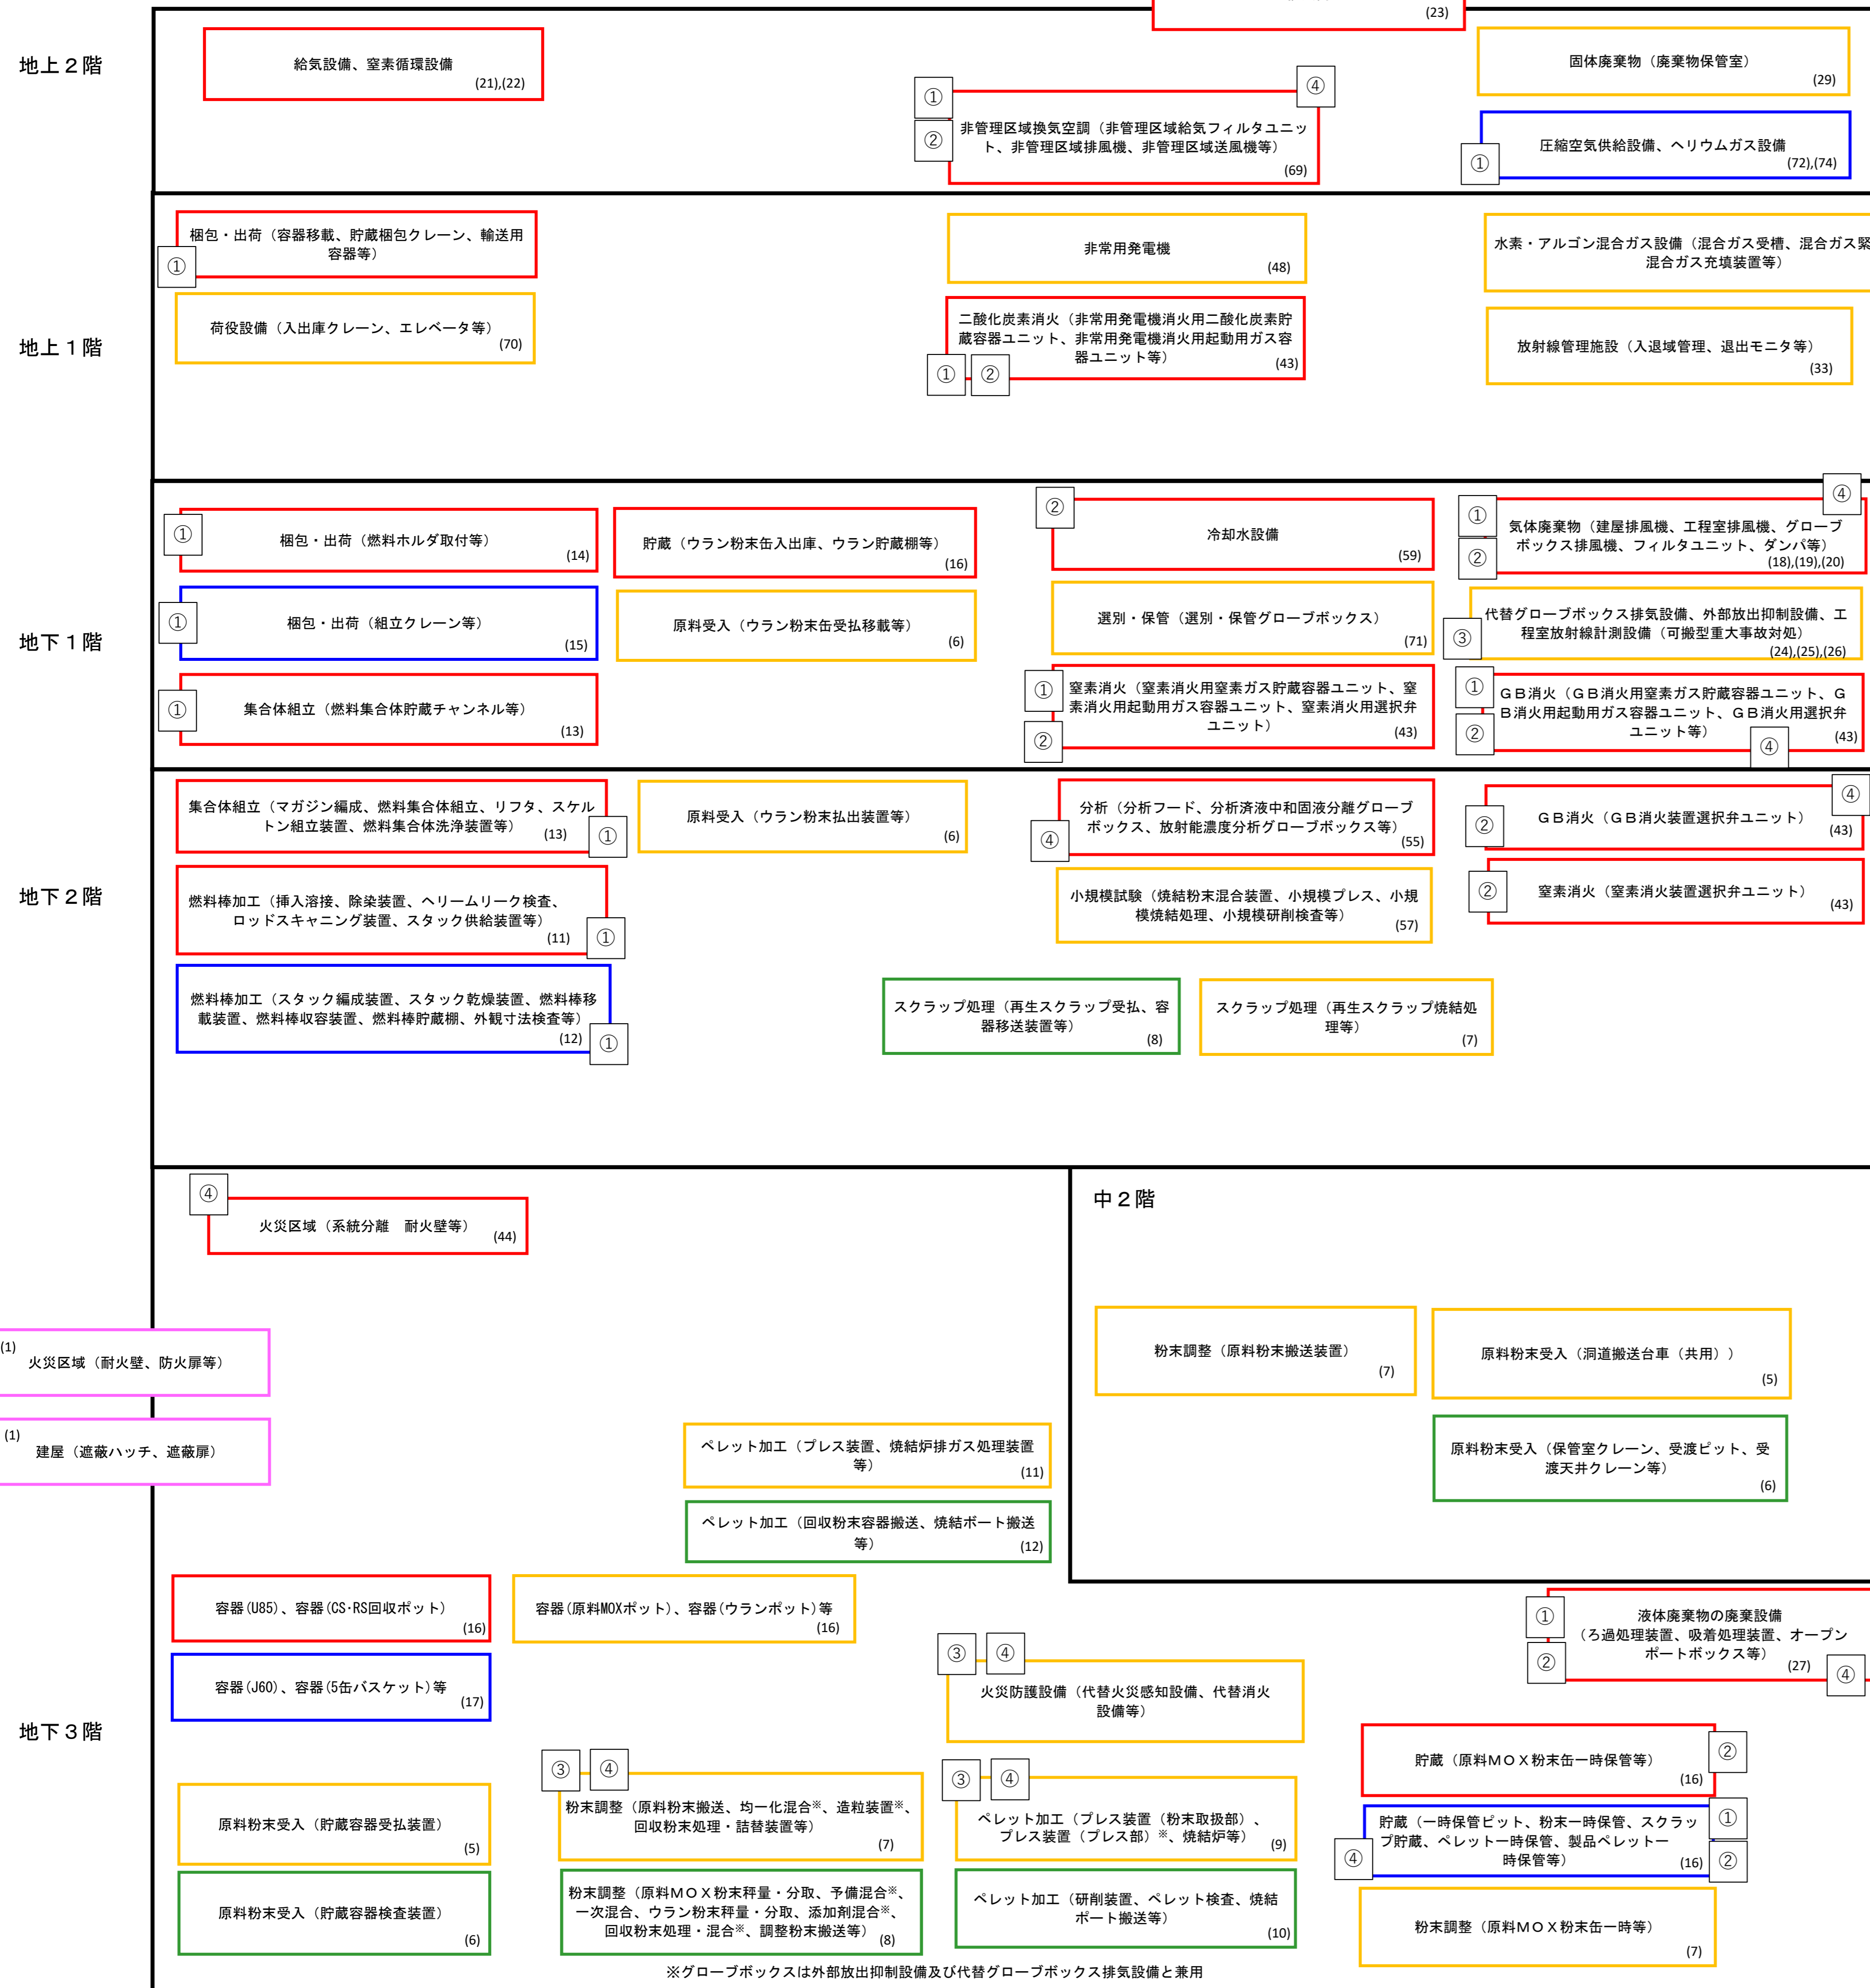 (23)
地上２階
給気設備、窒素循環設備
(21),(22)
①
②
④
非管理区域換気空調（非管理区域給気フィルタユニッ
ト、非管理区域排風機、非管理区域送風機等）
(69)
固体廃棄物（廃棄物保管室）
(29)
圧縮空気供給設備、ヘリウムガス設備
①
(72),(74)
地上１階
梱包・出荷（容器移載、貯蔵梱包クレーン、輸送用
容器等）
①
荷役設備（入出庫クレーン、エレベータ等）
(70)
非常用発電機
(48)
二酸化炭素消火（非常用発電機消火用二酸化炭素貯
蔵容器ユニット、非常用発電機消火用起動用ガス容
器ユニット等）
(43)
① ②
水素・アルゴン混合ガス設備（混合ガス受槽、混合ガス緊
混合ガス充填装置等）
放射線管理施設（入退域管理、退出モニタ等）
(33)
地下１階
①
梱包・出荷（燃料ホルダ取付等）
(14)
①
梱包・出荷（組立クレーン等）
(15)
①
集合体組立（燃料集合体貯蔵チャンネル等）
(13)
貯蔵（ウラン粉末缶入出庫、ウラン貯蔵棚等）
(16)
原料受入（ウラン粉末缶受払移載等）
(6)
②
冷却水設備
(59)
選別・保管（選別・保管グローブボックス）
(71)
①
②
窒素消火（窒素消火用窒素ガス貯蔵容器ユニット、窒
素消火用起動用ガス容器ユニット、窒素消火用選択弁
ユニット）
(43)
①
②
④
気体廃棄物（建屋排風機、工程室排風機、グローブ
ボックス排風機、フィルタユニット、ダンパ等）
(18),(19),(20)
③
代替グローブボックス排気設備、外部放出抑制設備、工
程室放射線計測設備（可搬型重大事故対処）
(24),(25),(26)
①
②
ＧＢ消火（ＧＢ消火用窒素ガス貯蔵容器ユニット、Ｇ
Ｂ消火用起動用ガス容器ユニット、ＧＢ消火用選択弁
ユニット等）
(43)
④
地下２階
集合体組立（マガジン編成、燃料集合体組立、リフタ、スケル
トン組立装置、燃料集合体洗浄装置等）
(13)
①
燃料棒加工（挿入溶接、除染装置、ヘリームリーク検査、
ロッドスキャニング装置、スタック供給装置等）
(11)
①
燃料棒加工（スタック編成装置、スタック乾燥装置、燃料棒移
載装置、燃料棒収容装置、燃料棒貯蔵棚、外観寸法検査等）
(12)
①
原料受入（ウラン粉末払出装置等）
(6)
分析（分析フード、分析済液中和固液分離グローブ
ボックス、放射能濃度分析グローブボックス等）
(55)
④
小規模試験（焼結粉末混合装置、小規模プレス、小規
模焼結処理、小規模研削検査等）
(57)
④
②
ＧＢ消火（ＧＢ消火装置選択弁ユニット）
(43)
②
窒素消火（窒素消火装置選択弁ユニット）
(43)
スクラップ処理（再生スクラップ受払、容
器移送装置等）
(8)
スクラップ処理（再生スクラップ焼結処
理等）
(7)
④
火災区域（系統分離　耐火壁等）
(44)
中２階
(1)
火災区域（耐火壁、防火扉等）
(1)
建屋（遮蔽ハッチ、遮蔽扉）
粉末調整（原料粉末搬送装置）
(7)
原料粉末受入（洞道搬送台車（共用））
(5)
原料粉末受入（保管室クレーン、受渡ピット、受
渡天井クレーン等）
(6)
ペレット加工（プレス装置、焼結炉排ガス処理装置
等）
(11)
ペレット加工（回収粉末容器搬送、焼結ボート搬送
等）
(12)
地下３階
容器(U85)、容器(CS･RS回収ポット)
(16)
容器(原料MOXポット)、容器(ウランポット)等
(16)
容器(J60)、容器(5缶バスケット)等
(17)
①
②
液体廃棄物の廃棄設備
（ろ過処理装置、吸着処理装置、オープン
ポートボックス等）
(27)
④
③ ④
火災防護設備（代替火災感知設備、代替消火
設備等）
貯蔵（原料ＭＯＸ粉末缶一時保管等）
(16)
②
原料粉末受入（貯蔵容器受払装置）
(5)
③ ④
粉末調整（原料粉末搬送、均一化混合※、造粒装置※、
回収粉末処理・詰替装置等）
(7)
③ ④
ペレット加工（プレス装置（粉末取扱部）、
プレス装置（プレス部）※、焼結炉等）
(9)
貯蔵（一時保管ピット、粉末一時保管、スクラッ
プ貯蔵、ペレット一時保管、製品ペレット一
時保管等）
(16)
①
②
④
原料粉末受入（貯蔵容器検査装置）
(6)
粉末調整（原料ＭＯＸ粉末秤量・分取、予備混合※、
一次混合、ウラン粉末秤量・分取、添加剤混合※、
回収粉末処理・混合※、調整粉末搬送等）
(8)
ペレット加工（研削装置、ペレット検査、焼結
ボート搬送等）
(10)
粉末調整（原料ＭＯＸ粉末缶一時等）
(7)
※グローブボックスは外部放出抑制設備及び代替グローブボックス排気設備と兼用